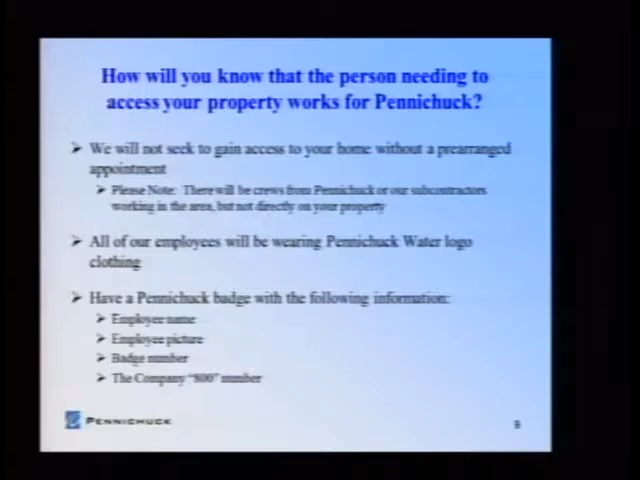 How will you know that the person needing to
access your property works for Pennichuck?
➢ We will not seek to gain access to your home without a prearranged
appointment
➢ Please Note: There will be crews from Pennichuck or our subcontractors
working in the area, but not directly on your property
➢ All of our employees will be wearing Pennichuck Water logo
clothing
➢ Have a Pennichuck badge with the following information:
➢ Employee name
➢ Employee picture
➢ Badge number
➢ The Company “800” number
PENNICHUCK